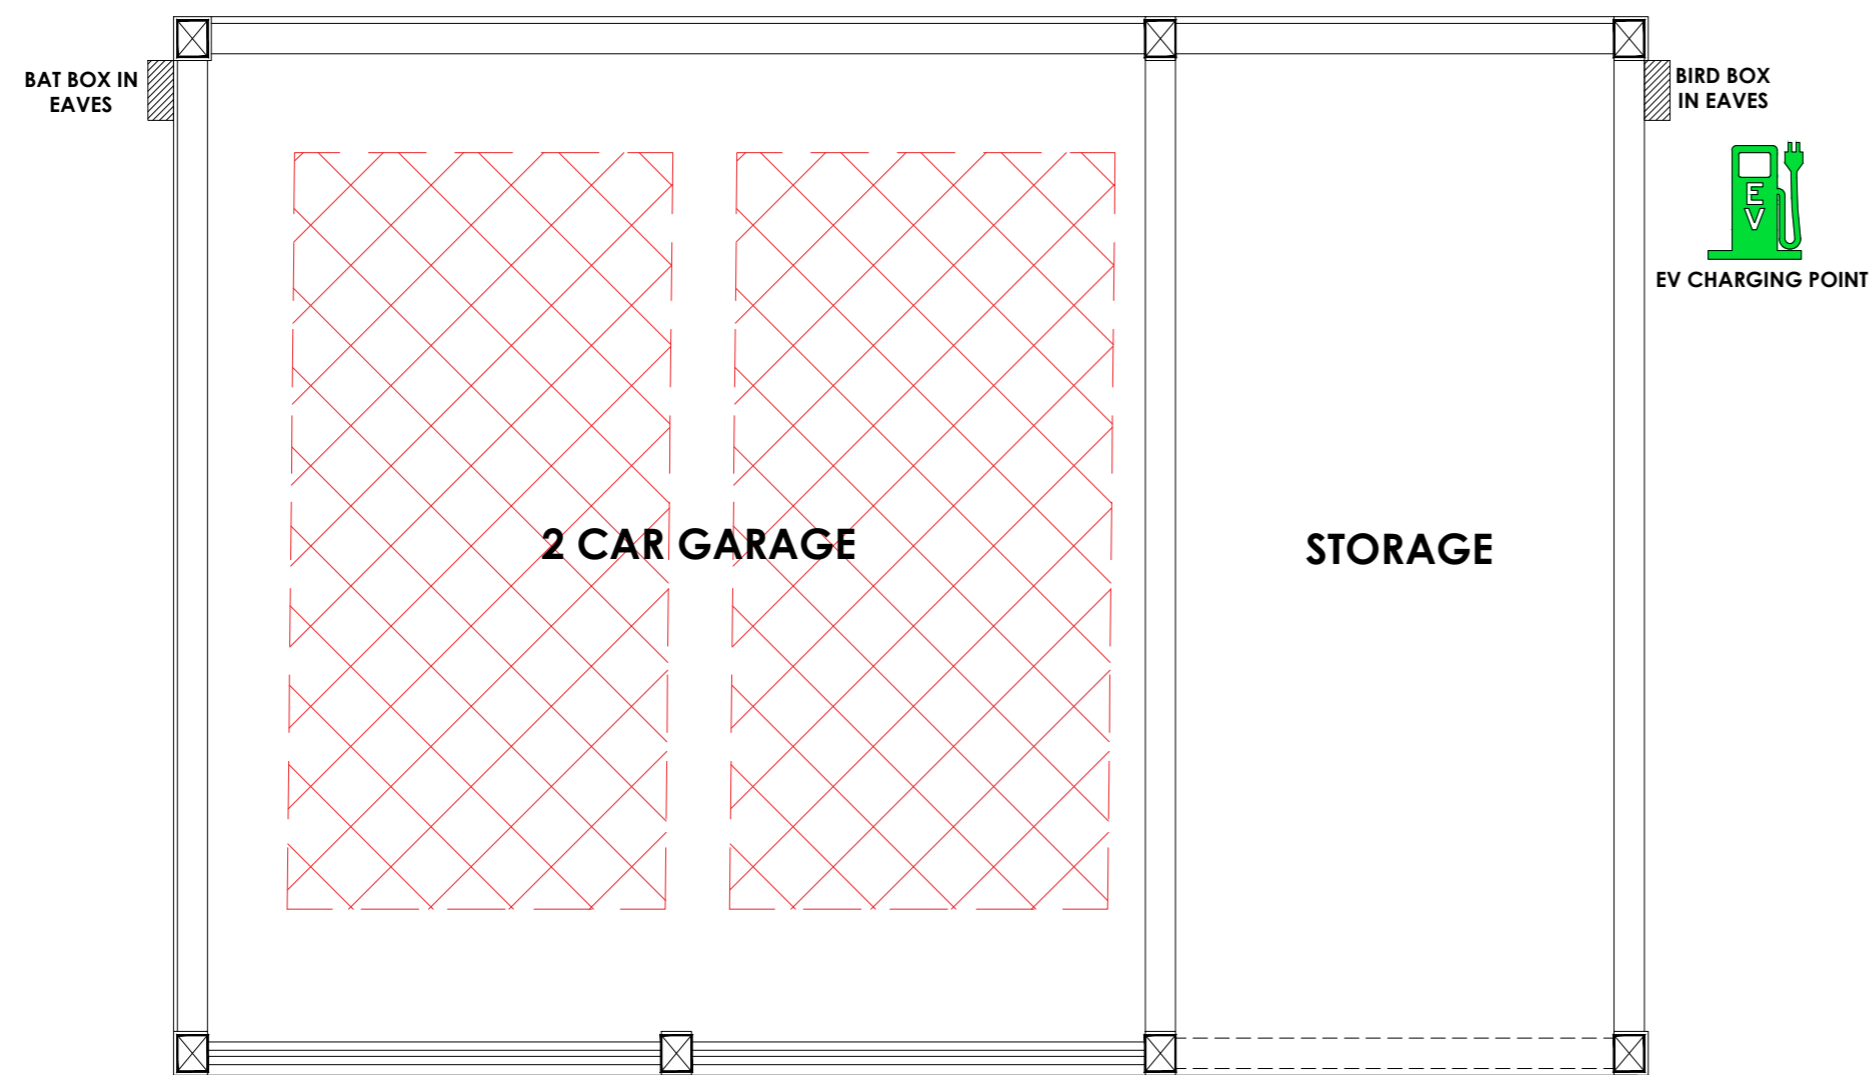 BAT BOX IN
EAVES
BIRD BOX
IN EAVES
E
V
EV CHARGING POINT
2 CAR GARAGE
STORAGE